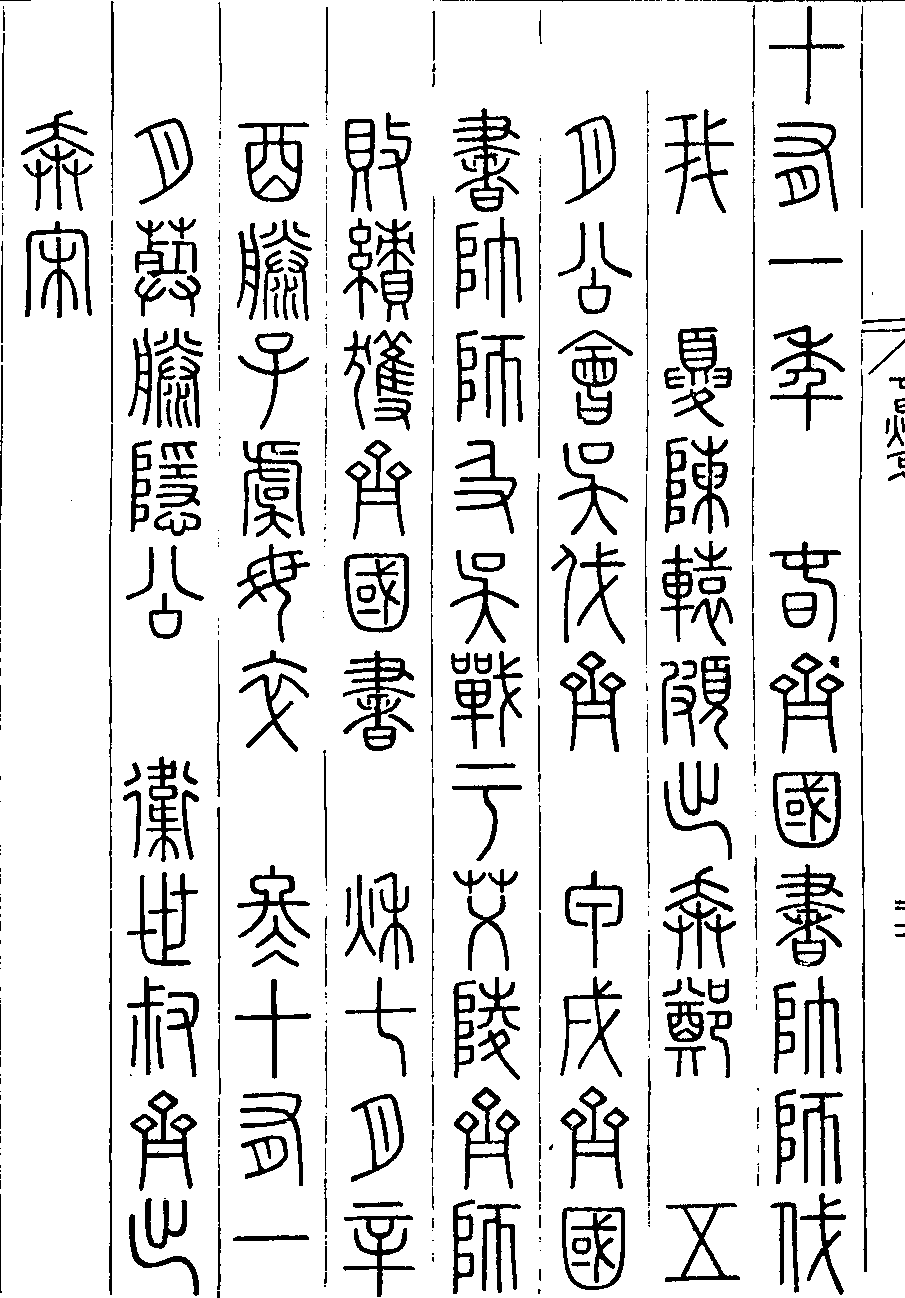 十有一年 春齊國書帥師伐
我 夏陳轅頗出奔鄭 五
月公會吳伐齊 甲戌齊國
書帥師及吳戰于艾陵齊師
敗績獲齊國書 秋七月辛
酉滕子虞毋卒 冬十有一
月葬滕隱公 衛世叔齊出
奔宋